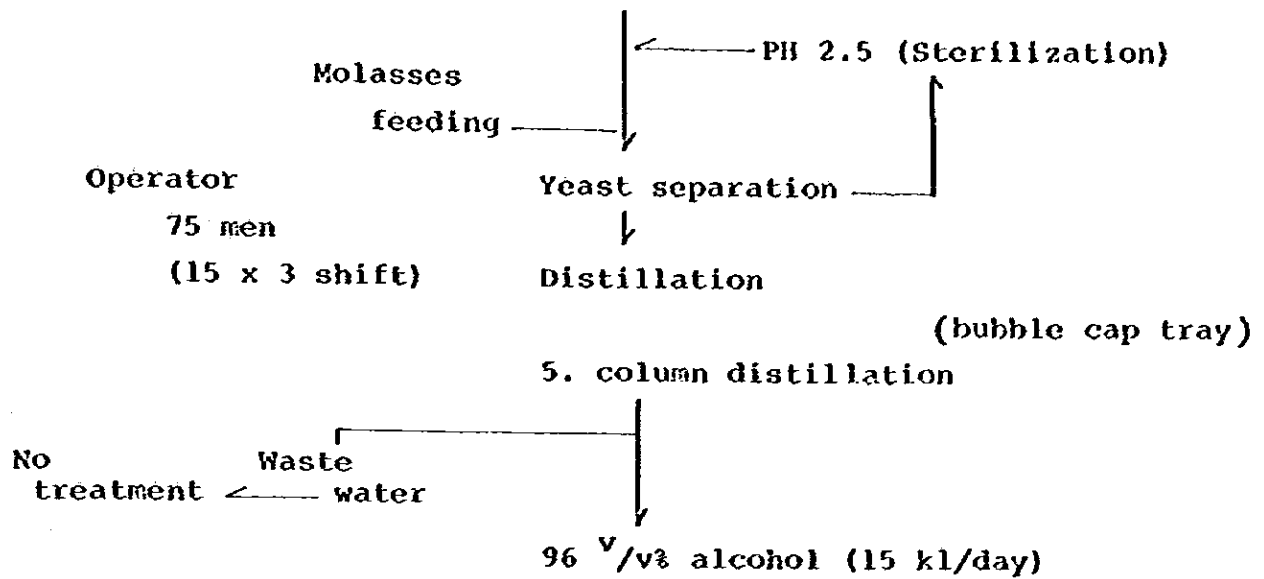 PH 2.5 (Sterilization)
Molasses
feeding
Operator
Yeast separation
75 men
(15 x 3 shift)
Distillation
(bubble cap tray)
5. column distillation
No
Waste
treatment
water
96 v/v% alcohol (15 kl/day)